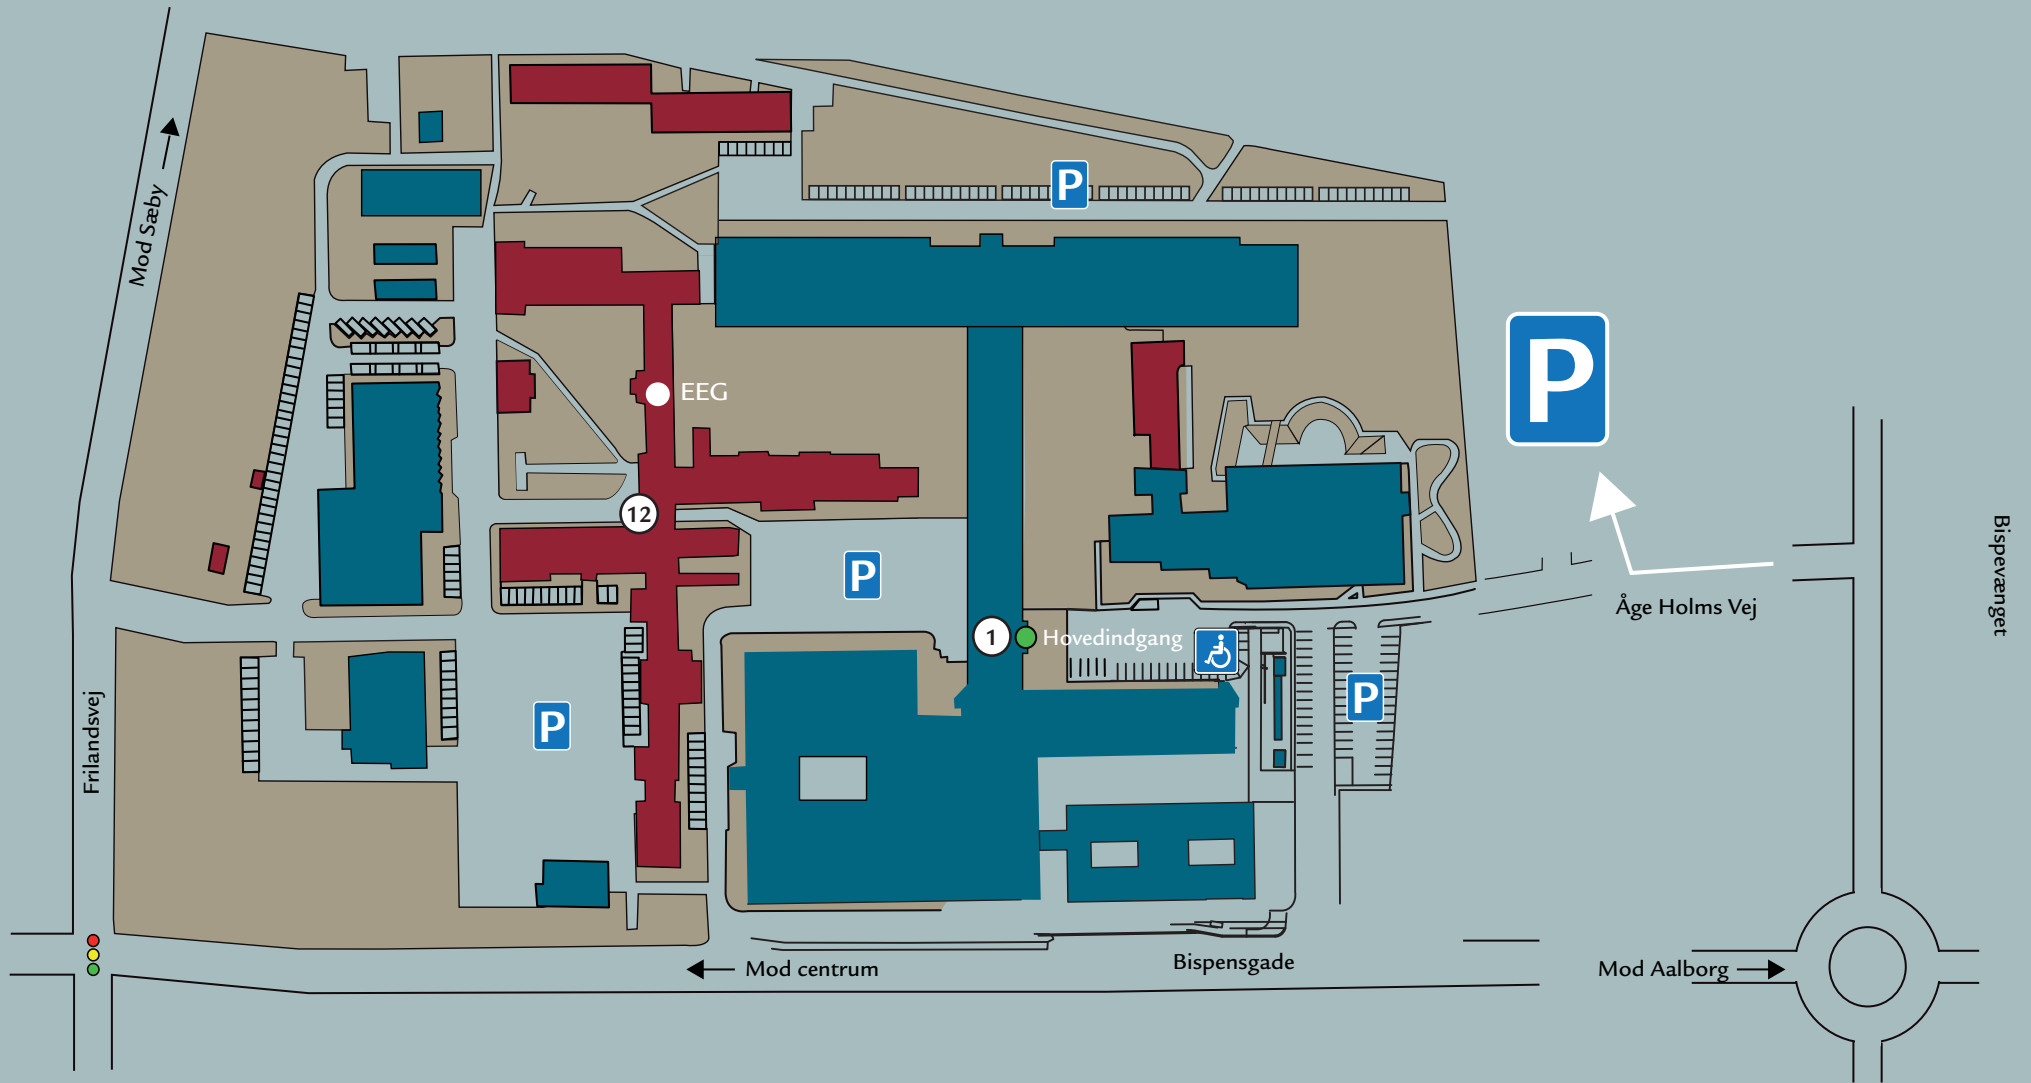 P
Mod Sæby
P
EEG
12
P
Bispevænget
Åge Holms Vej
1
Hovedindgang
P
P
Frilandsvej
Mod centrum
Bispensgade
Mod Aalborg